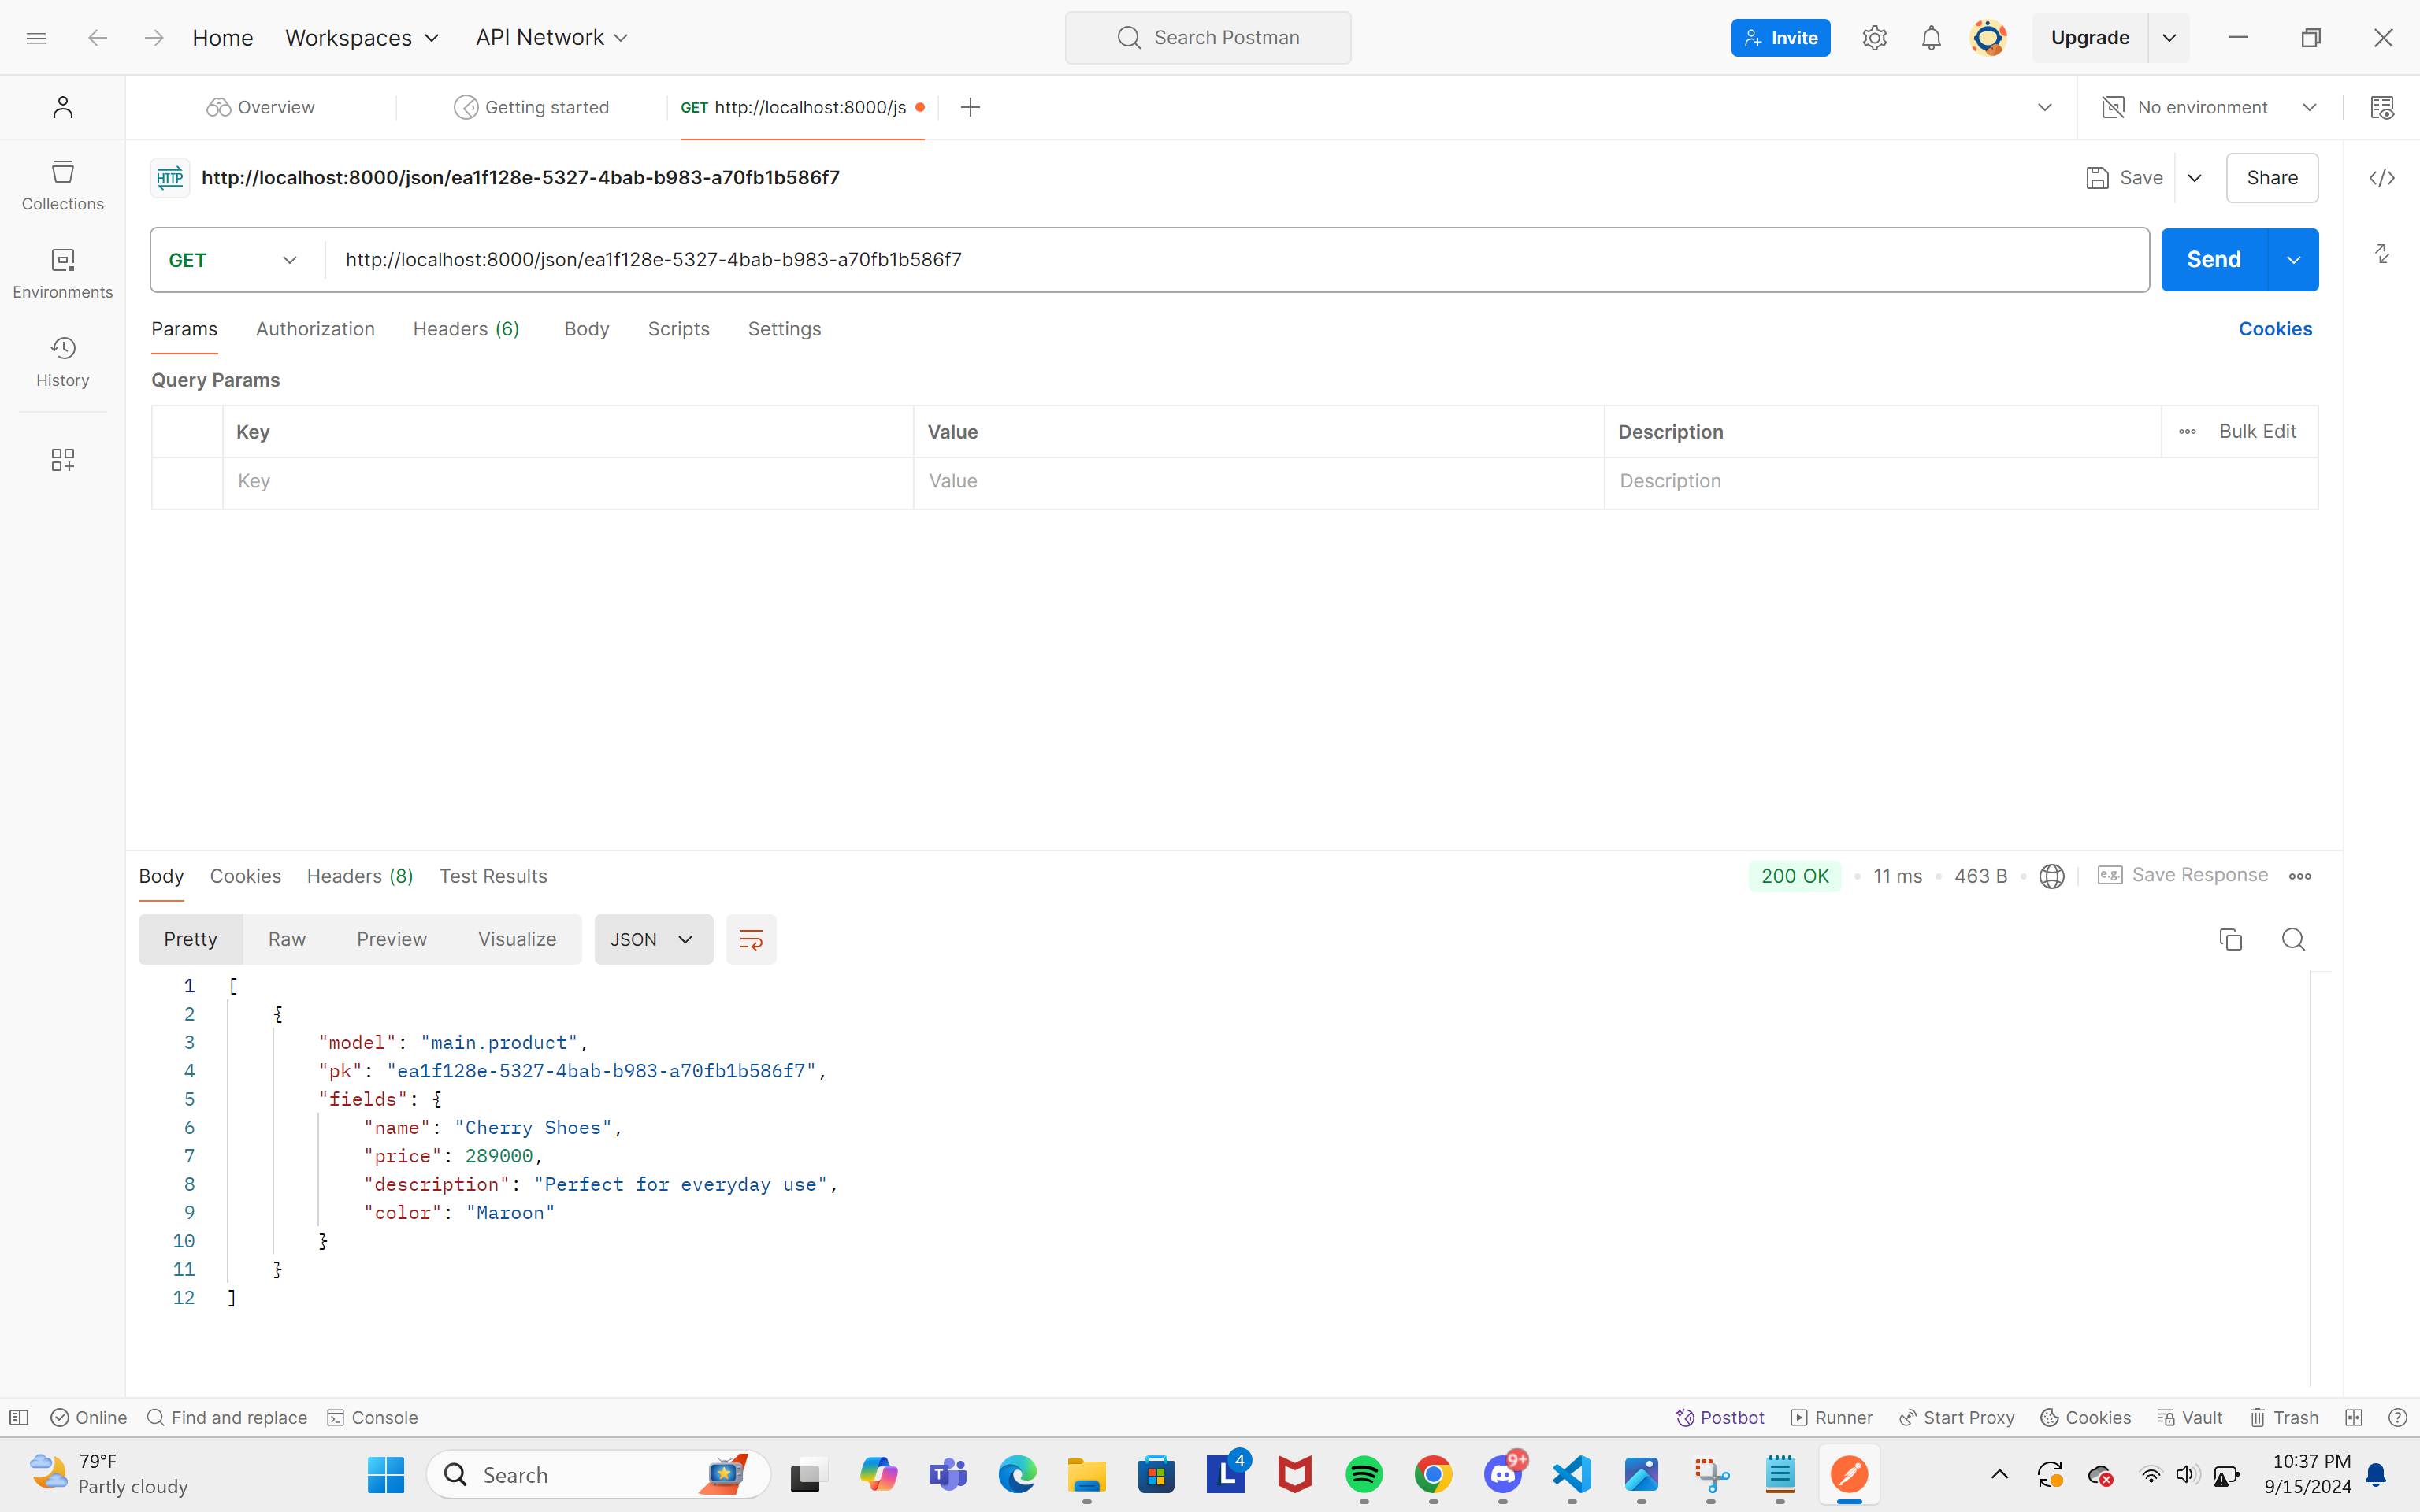 Home Workspaces API Network Search Postman Invite Upgrade
Overview Getting started GET http://localhost:8000/js No environment
HTTP http://localhost:8000/json/ea1f128e-5327-4bab-b983-a70fb1b586f7 Save Share
Collections
GET http://localhost:8000/json/ea1f128e-5327-4bab-b983-a70fb1b586f7 Send
Environments
Params Authorization Headers (6) Body Scripts Settings Cookies
History
Query Params
Key Value Description Bulk Edit
Key Value Description
Body Cookies Headers (8) Test Results 200 OK 11 ms 463 B e.g. Save Response
Pretty Raw Preview Visualize JSON
1 [
2 {
3 "model": "main.product",
4 "pk": "ea1f128e-5327-4bab-b983-a70fb1b586f7",
5 "fields": {
6 "name": "Cherry Shoes",
7 "price": 289000,
8 "description": "Perfect for everyday use",
9 "color": "Maroon"
10 }
11 }
12 ]
Online Find and replace Console Postbot Runner Start Proxy Cookies Vault Trash
79°F
Partly cloudy
Search
T
L 4
9+
10:37 PM
9/15/2024